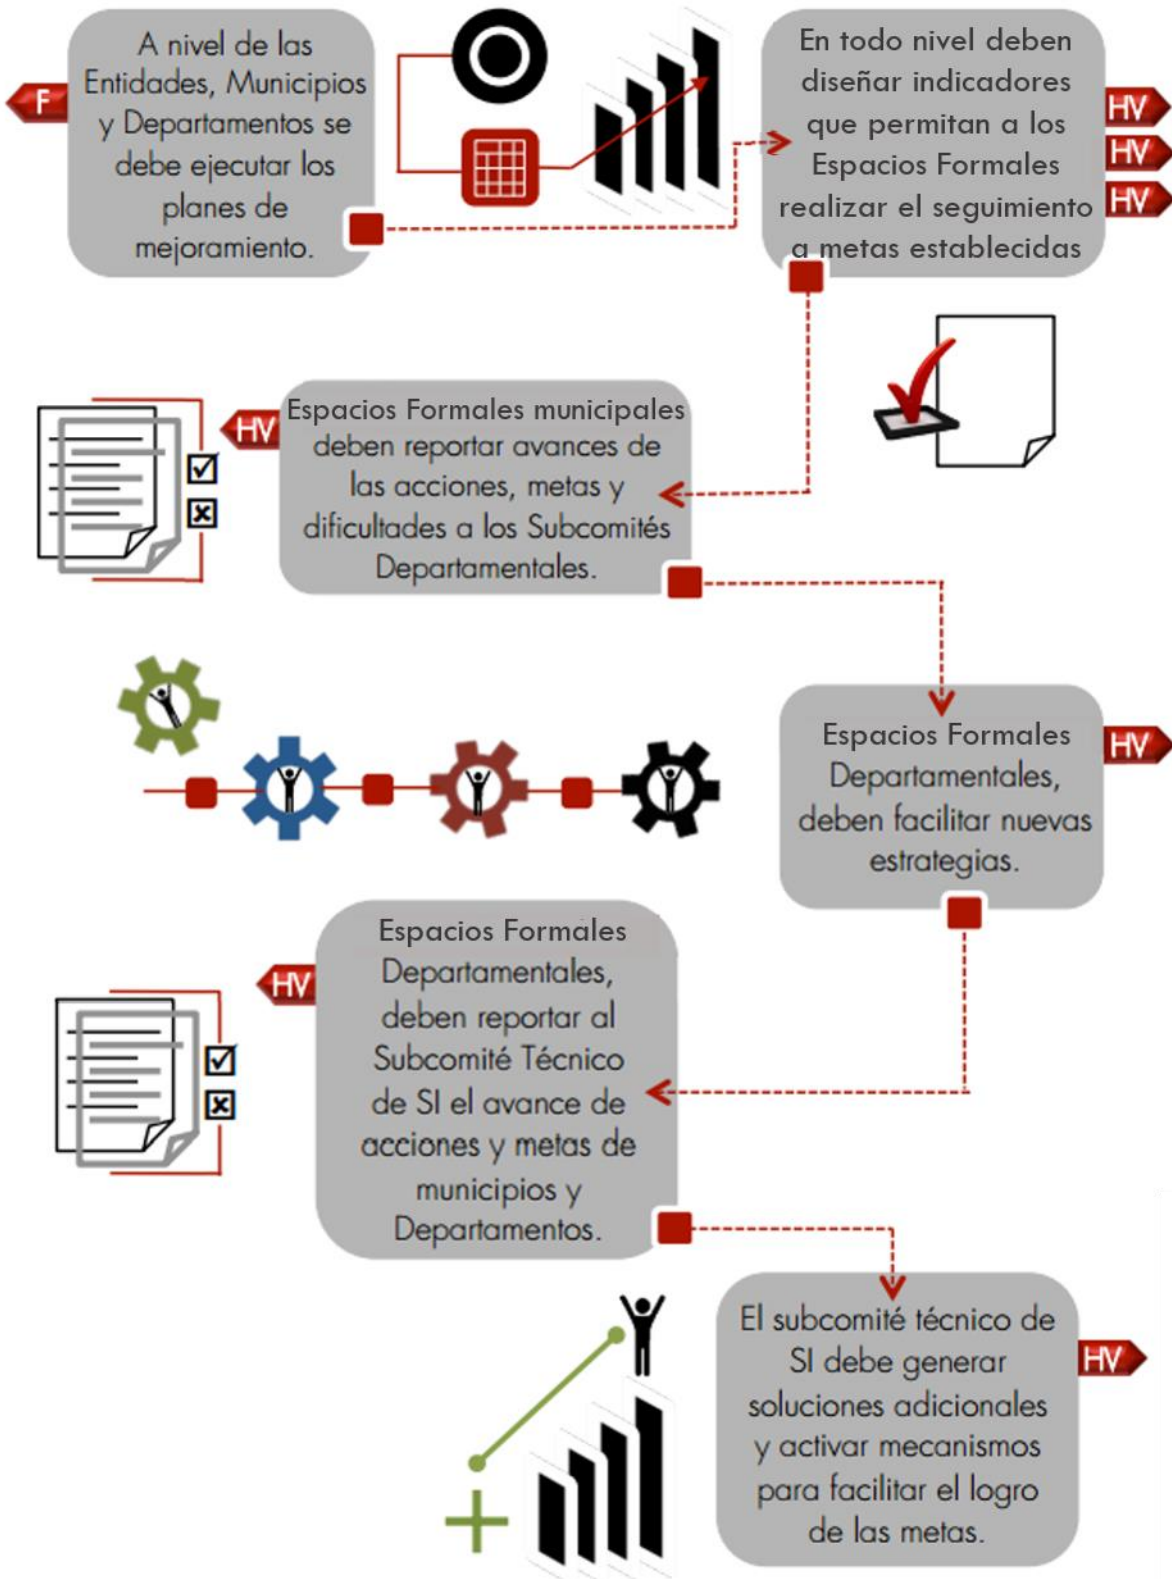 F
A nivel de las
Entidades, Municipios
y Departamentos se
debe ejecutar los
planes de
mejoramiento.
En todo nivel deben
diseñar indicadores
que permitan a los
Espacios Formales
realizar el seguimiento
a metas establecidas
HV
HV
HV
HV
Espacios Formales municipales
deben reportar avances de
las acciones, metas y
dificultades a los Subcomités
Departamentales.
Espacios Formales
Departamentales,
deben facilitar nuevas
estrategias.
HV
HV
Espacios Formales
Departamentales,
deben reportar al
Subcomité Técnico
de SI el avance de
acciones y metas de
municipios y
Departamentos.
El subcomité técnico de
SI debe generar
soluciones adicionales
y activar mecanismos
para facilitar el logro
de las metas.
HV